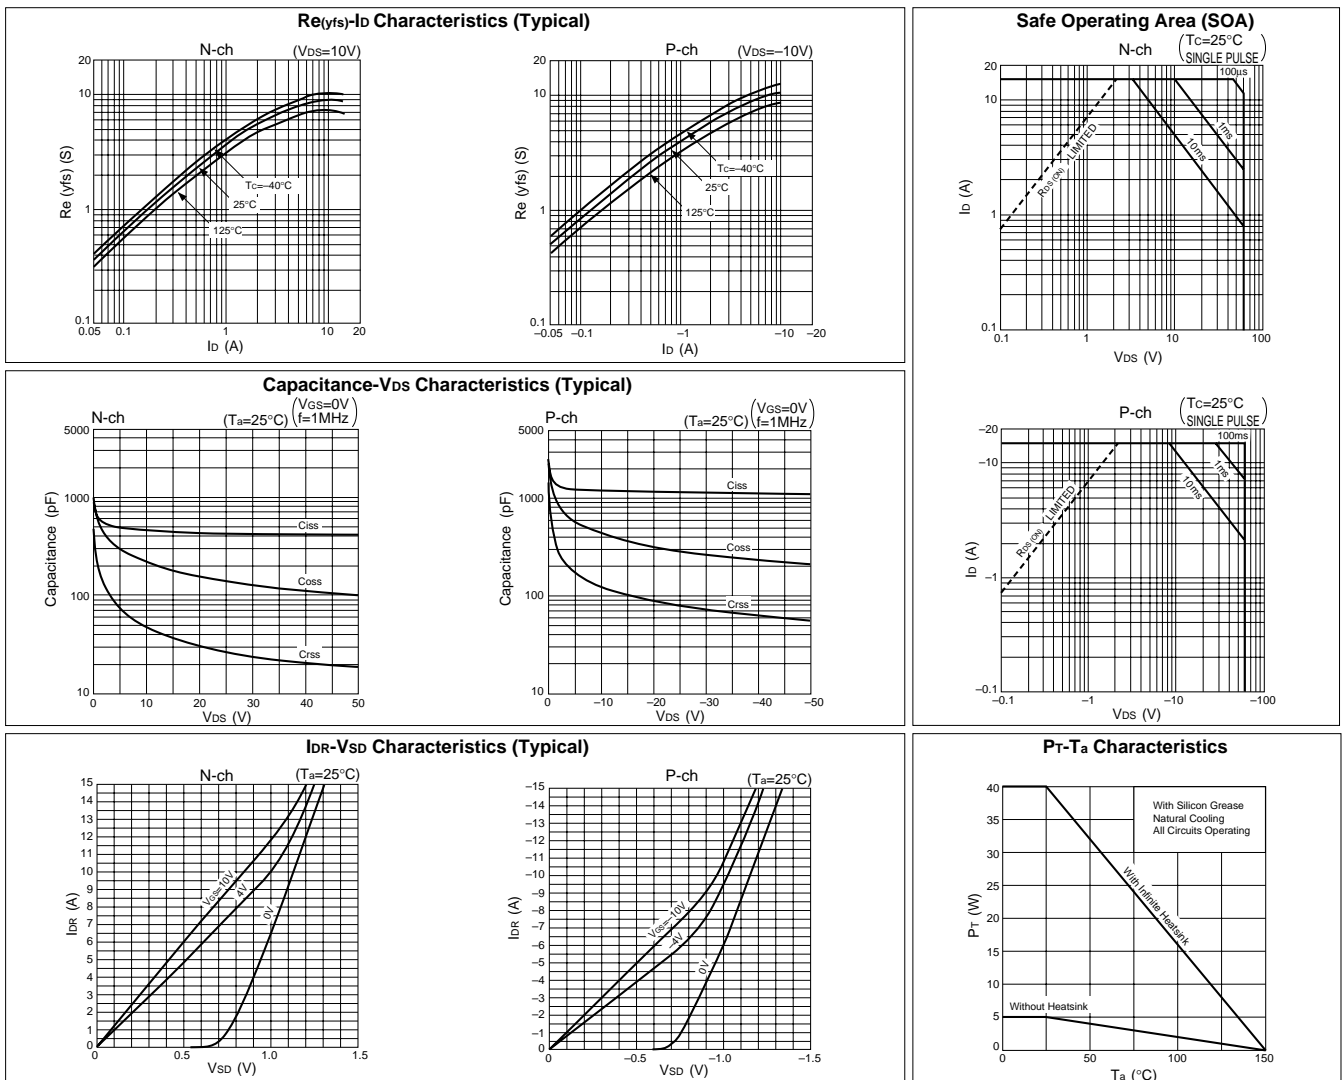 Re(yfs)-ID Characteristics (Typical)
N-ch
(VDS=10V)
20
10
1
0.1
Re (yfs) (S)
TC=–40°C
25°C
125°C
0.05 0.1 1 10 20
ID (A)
P-ch
(VDS=–10V)
20
10
1
0.1
Re (yfs) (S)
TC=–40°C
25°C
125°C
–0.05 –0.1 –1 –10 –20
ID (A)
Safe Operating Area (SOA)
N-ch
(TC=25°C
SINGLE PULSE)
20
10
1
0.1
ID (A)
RDS (ON) LIMITED
100µs
1ms
10ms
0.1 1 10 100
VDS (V)
P-ch
(TC=25°C
SINGLE PULSE)
–20
–10
–1
–0.1
ID (A)
RDS (ON) LIMITED
100ms
1ms
10ms
–0.1 –1 –10 –100
VDS (V)
Capacitance-VDS Characteristics (Typical)
N-ch
(Ta=25°C) (VGS=0V
f=1MHz)
5000
1000
100
10
Capacitance (pF)
Ciss
Coss
Crss
0 10 20 30 40 50
VDS (V)
P-ch
(Ta=25°C) (VGS=0V
f=1MHz)
5000
1000
100
10
Capacitance (pF)
Ciss
Coss
Crss
0 –10 –20 –30 –40 –50
VDS (V)
IDR-VSD Characteristics (Typical)
N-ch
(Ta=25°C)
15
14
13
12
11
10
9
8
7
6
5
4
3
2
1
0
IDR (A)
VGS=10V
4V
0V
0 0.5 1.0 1.5
VSD (V)
P-ch
(Ta=25°C)
–15
–14
–13
–12
–11
–10
–9
–8
–7
–6
–5
–4
–3
–2
–1
0
IDR (A)
VGS=–10V
–4V
0V
–0.5 –1.0 –1.5
VSD (V)
PT-Ta Characteristics
40
35
30
25
20
15
10
5
0
PT (W)
With Silicon Grease
Natural Cooling
All Circuits Operating
With Infinite Heatsink
Without Heatsink
0 50 100 150
Ta (°C)